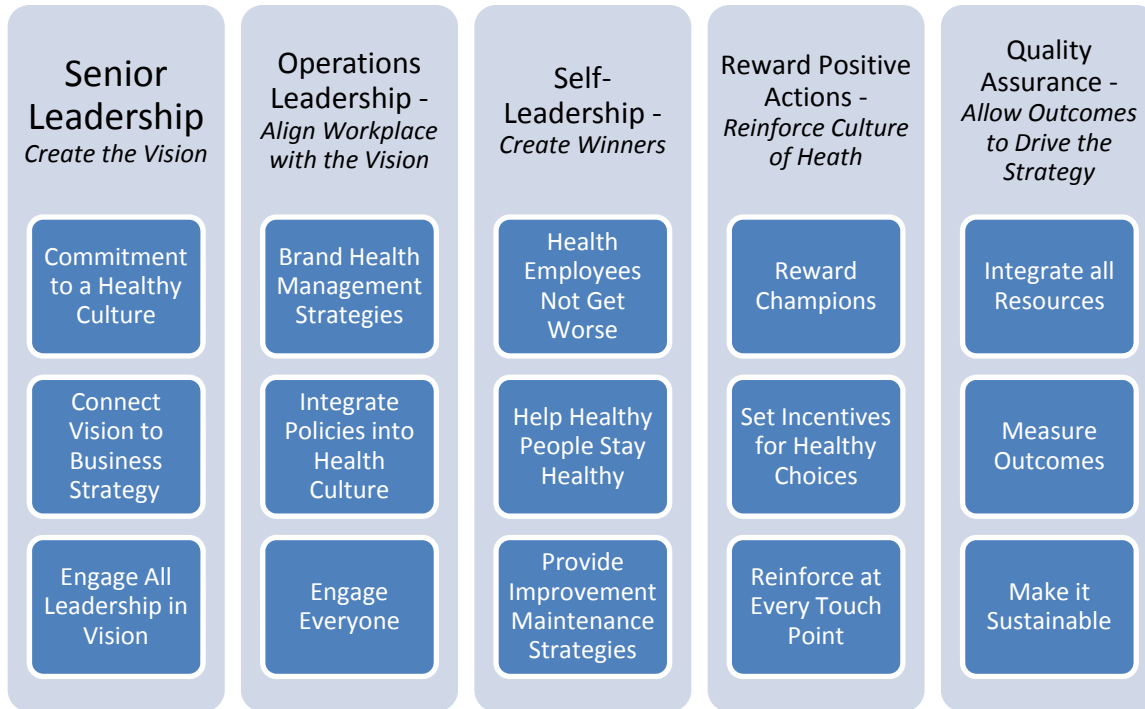 Senior
Leadership
Create the Vision
Commitment
to a Healthy
Culture
Connect
Vision to
Business
Strategy
Engage All
Leadership in
Vision
Operations
Leadership -
Align Workplace
with the Vision
Brand Health
Management
Strategies
Integrate
Policies into
Health
Culture
Engage
Everyone
Self-
Leadership -
Create Winners
Health
Employees
Not Get
Worse
Help Healthy
People Stay
Healthy
Provide
Improvement
Maintenance
Strategies
Reward Positive
Actions -
Reinforce Culture
of Heath
Reward
Champions
Set Incentives
for Healthy
Choices
Reinforce at
Every Touch
Point
Quality
Assurance -
Allow Outcomes
to Drive the
Strategy
Integrate all
Resources
Measure
Outcomes
Make it
Sustainable